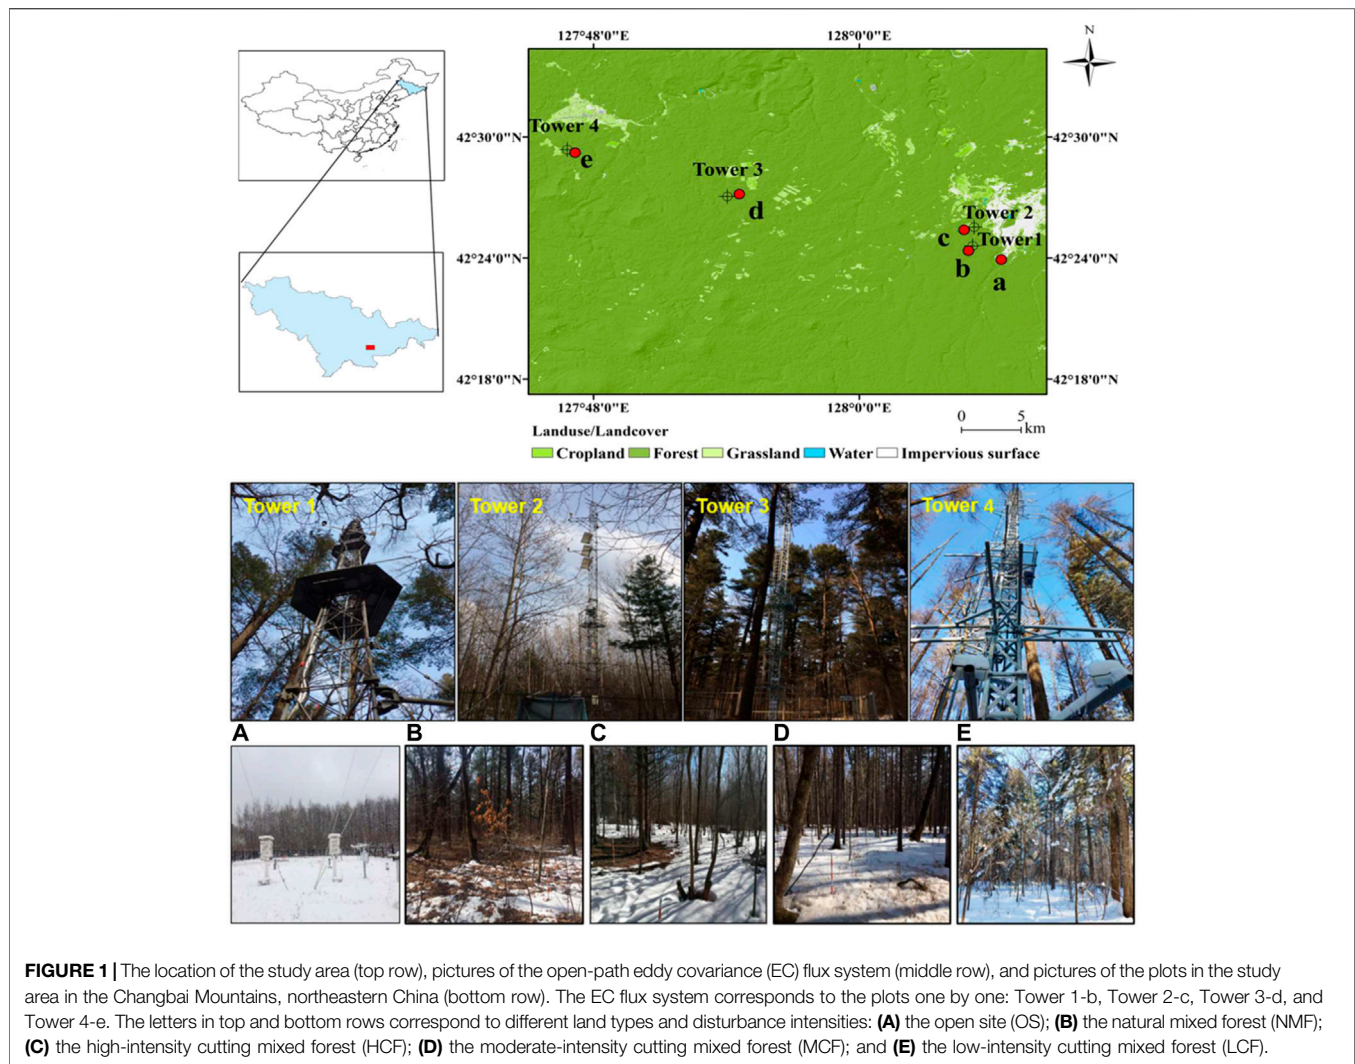 127°48'0"E 128°0'0"E
N
42°30'0"N 42°30'0"N
Tower 4
e
Tower 3
d
Tower 2
c
Tower1
b
a
42°24'0"N 42°24'0"N
42°18'0"N 42°18'0"N
127°48'0"E 128°0'0"E
0 5
km
Landuse/Landcover
Cropland Forest Grassland Water Impervious surface
Tower 1 Tower 2 Tower 3 Tower 4
A B C D E
FIGURE 1 | The location of the study area (top row), pictures of the open-path eddy covariance (EC) flux system (middle row), and pictures of the plots in the study
area in the Changbai Mountains, northeastern China (bottom row). The EC flux system corresponds to the plots one by one: Tower 1-b, Tower 2-c, Tower 3-d, and
Tower 4-e. The letters in top and bottom rows correspond to different land types and disturbance intensities: (A) the open site (OS); (B) the natural mixed forest (NMF);
(C) the high-intensity cutting mixed forest (HCF); (D) the moderate-intensity cutting mixed forest (MCF); and (E) the low-intensity cutting mixed forest (LCF).